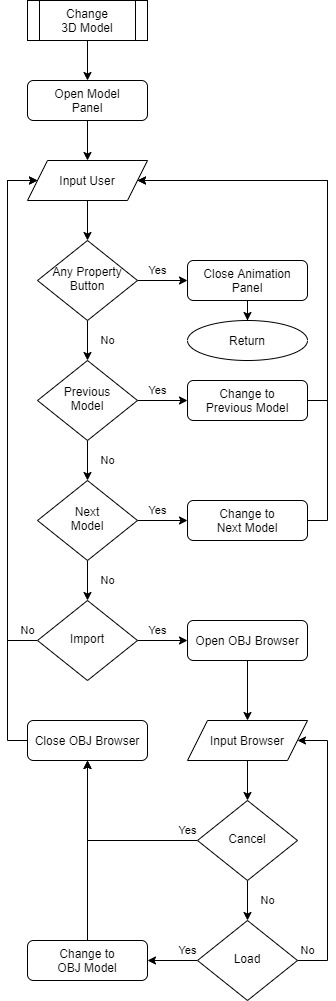 Change
3D Model
Open Model
Panel
Input User
Any Property
Button
Yes
Close Animation
Panel
No
Return
Previous
Model
Yes
Change to
Previous Model
No
Next
Model
Yes
Change to
Next Model
No
Import
No
Yes
Open OBJ Browser
Close OBJ Browser
Input Browser
Cancel
Yes
No
Load
Yes
No
Change to
OBJ Model